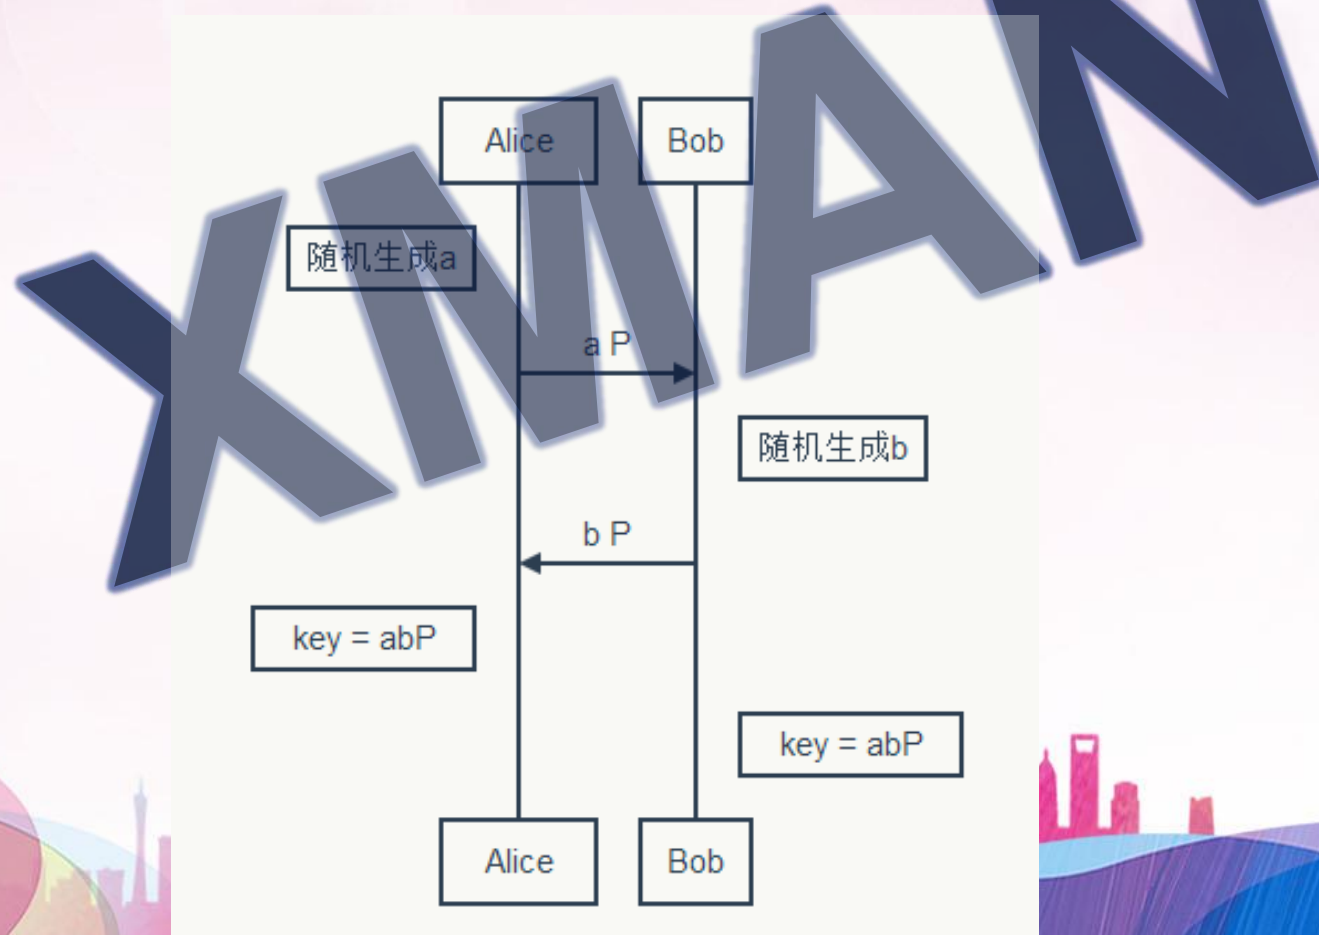 XMAN
Alice
Bob
随机生成a
a P
随机生成b
b P
key = abP
key = abP
Alice
Bob